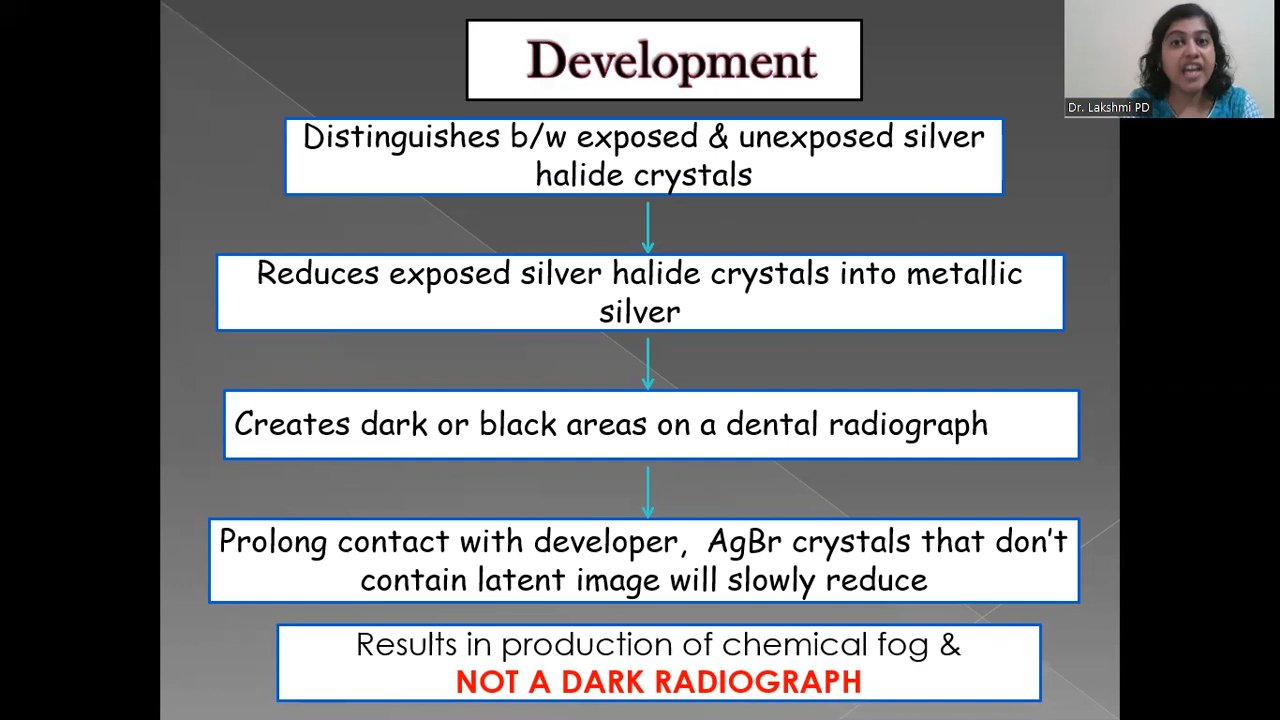 Development
Dr. Lakshmi PD
Distinguishes b/w exposed & unexposed silver
halide crystals
Reduces exposed silver halide crystals into metallic
silver
Creates dark or black areas on a dental radiograph
Prolong contact with developer, AgBr crystals that don't
contain latent image will slowly reduce
Results in production of chemical fog &
NOT A DARK RADIOGRAPH